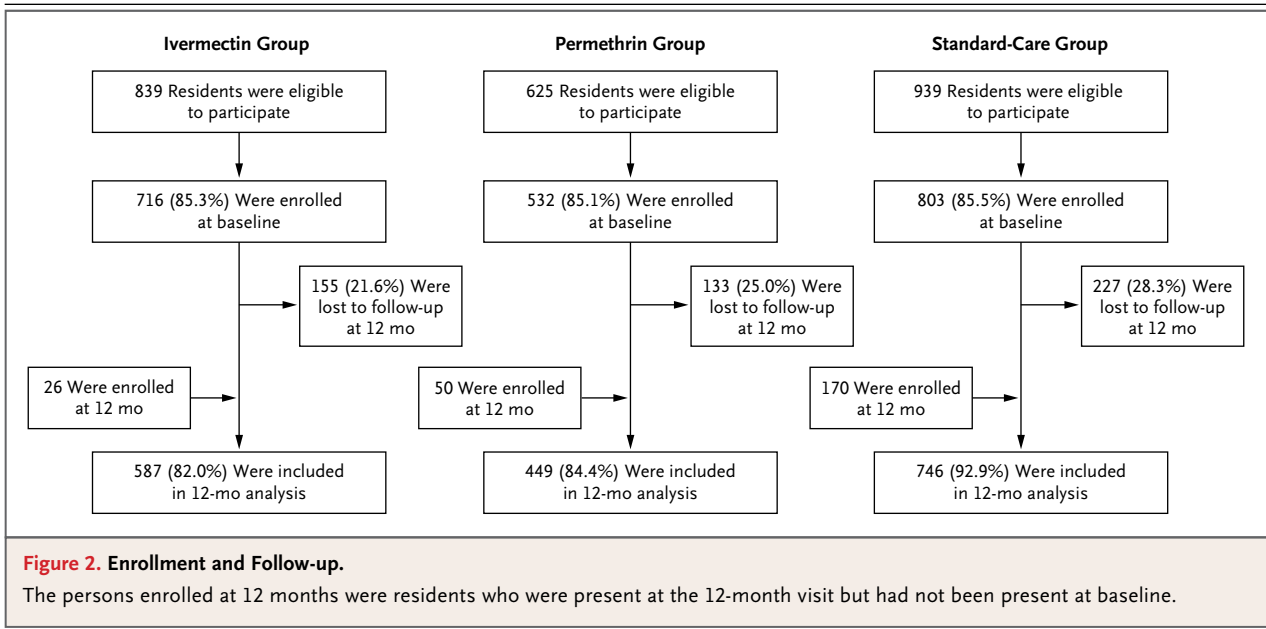 Ivermectin Group
839 Residents were eligible
to participate
716 (85.3%) Were enrolled
at baseline
155 (21.6%) Were
lost to follow-up
at 12 mo
26 Were enrolled
at 12 mo
587 (82.0%) Were included
in 12-mo analysis
Permethrin Group
625 Residents were eligible
to participate
532 (85.1%) Were enrolled
at baseline
133 (25.0%) Were
lost to follow-up
at 12 mo
50 Were enrolled
at 12 mo
449 (84.4%) Were included
in 12-mo analysis
Standard-Care Group
939 Residents were eligible
to participate
803 (85.5%) Were enrolled
at baseline
227 (28.3%) Were
lost to follow-up
at 12 mo
170 Were enrolled
at 12 mo
746 (92.9%) Were included
in 12-mo analysis
Figure 2. Enrollment and Follow-up.
The persons enrolled at 12 months were residents who were present at the 12-month visit but had not been present at baseline.